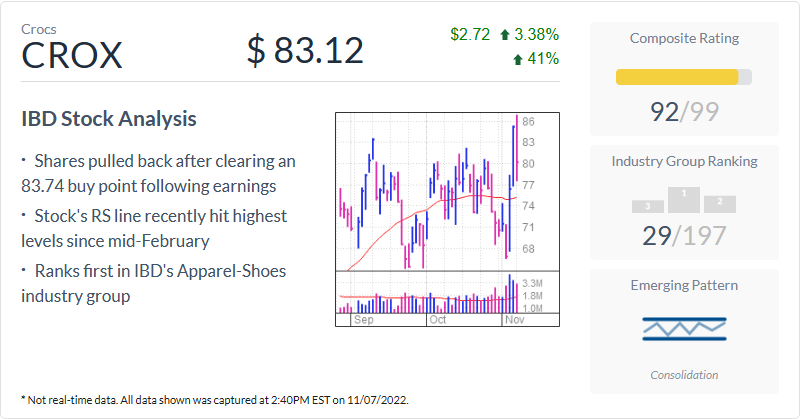 Crocs
CROX
$ 83.12
$2.72 3.38%
41%
IBD Stock Analysis
• Shares pulled back after clearing an
83.74 buy point following earnings
• Stock's RS line recently hit highest
levels since mid-February
• Ranks first in IBD's Apparel-Shoes
industry group
86
83
80
77
74
71
68
3.3M
1.8M
1.0M
Sep
Oct
Nov
Composite Rating
92/99
Industry Group Ranking
3
1
2
29/197
Emerging Pattern
Consolidation
* Not real-time data. All data shown was captured at 2:40PM EST on 11/07/2022.